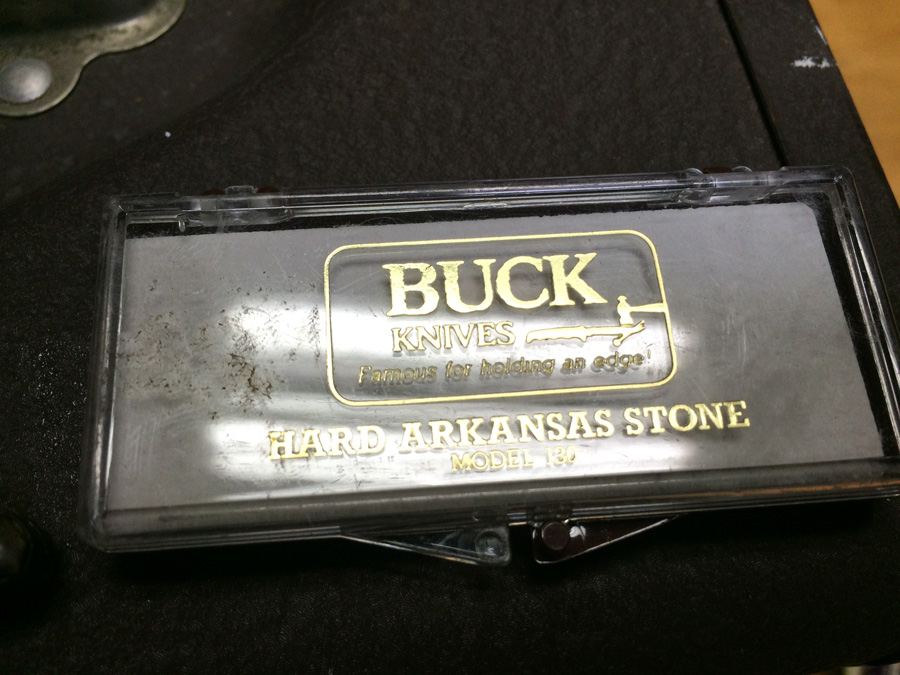 BUCK
KNIVES
Famous for holding an edge!
HARD ARKANSAS STONE
MODEL 130